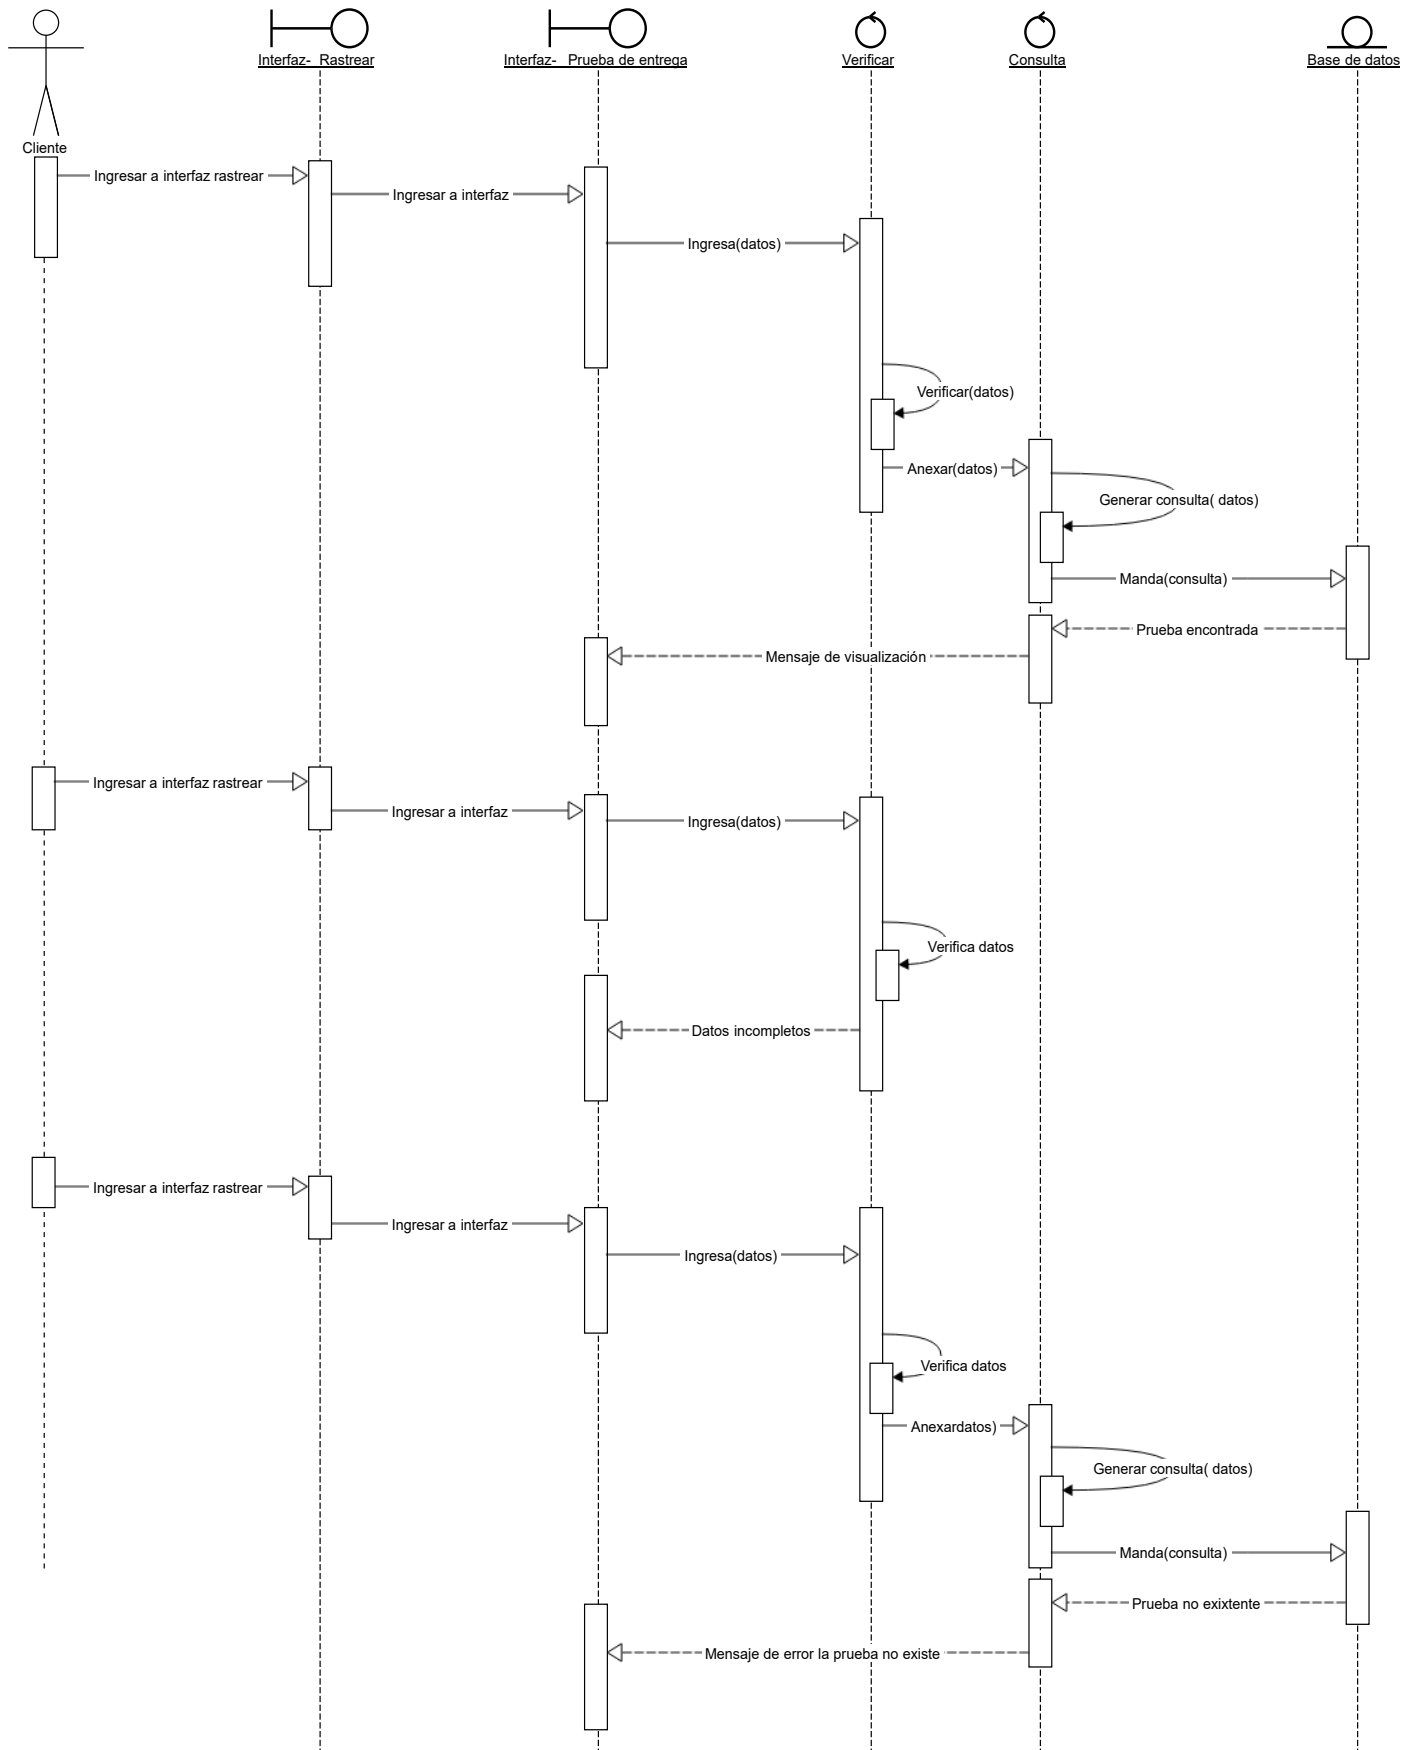 Interfaz-  Rastrear
Interfaz-   Prueba de entrega
Verificar
Consulta
Base de datos
Cliente
Ingresar a interfaz rastrear
Ingresar a interfaz
Ingresa(datos)
Verificar(datos)
Anexar(datos)
Generar consulta( datos)
Manda(consulta)
Prueba encontrada
Mensaje de visualización
Ingresar a interfaz rastrear
Ingresar a interfaz
Ingresa(datos)
Verifica datos
Datos incompletos
Ingresar a interfaz rastrear
Ingresar a interfaz
Ingresa(datos)
Verifica datos
Anexardatos)
Generar consulta( datos)
Manda(consulta)
Prueba no exixtente
Mensaje de error la prueba no existe